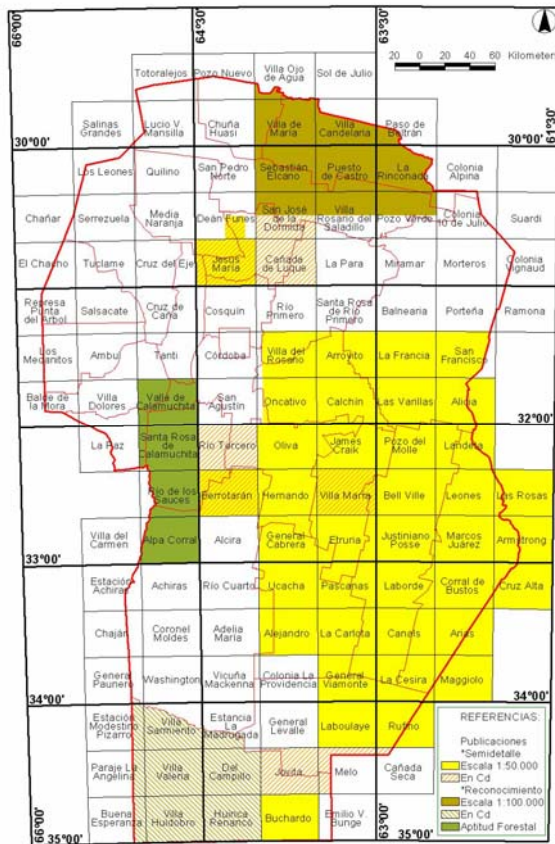 66°00'
64°30'
63°30'
20 0 20 40 60 Kilometer
Totoralejos Pozo Nuevo Villa Ojo de Agua Sol de Julio
Salinas Grandes Lucio V. Mansilla Chuña Huasi Villa de María Villa Candelaria Paso de Beltrán
61°30'
30°00'
30°00'
Los Leones Quilino San Pedro Norte Sebastián Elcano Puesto de Castro La Rinconada Colonia Alpina
Chañar Serrezuela Media Naranja Deán Funes San José de la Dormida Villa Rosario del Saladillo Pozo Verde Colonia 10 de Julio Suardi
El Chacho Tuclame Cruz del Eje Jesús María Cañada de Luque La Para Miramar Morteros Colonia Vignaud
Represa Punta del Arbol Salsacate Cruz de Caña Cosquín Río Primero Santa Rosa de Río Primero Balnearia Porteña Ramona
Los Medanitos Ambul Tanti Córdoba Villa del Rosario Arroyito La Francia San Francisco
Balde de la Mora Villa Dolores Valle de Calamuchita San Agustín Oncativo Calchín Las Varillas Alicia
32°00'
La Paz Santa Rosa de Calamuchita Río Tercero Oliva James Craik Pozo del Molle Landeta
Río de los Sauces Berrotarán Hernando Villa María Bell Ville Leones Las Rosas
Villa del Carmen Alpa Corral Alcira General Cabrera Etruria Justiniano Posse Marcos Juárez Armstrong
33°00'
33°00'
Estación Achiras Achiras Río Cuarto Ucacha Pascanas Laborde Corral de Bustos Cruz Alta
Chaján Coronel Moldes Adelia María Alejandro La Carlota Canals Arias
General Paunero Washington Vicuña Mackenna Colonia La Providencia General Viamonte La Cesira Maggiolo
34°00'
34°00'
Estación Modestino Pizarro Villa Sarmiento Estancia La Madrugada General Levalle Laboulaye Rufino
Paraje La Angelina Villa Valeria Del Campillo Jovita Melo Cañada Seca
Buena Esperanza Villa Huidobro Huinca Renancó Buchardo Emilio V. Bunge
REFERENCIAS:
Publicaciones
*Semidetalle
Escala 1:50.000
En Cd
*Reconocimiento
Escala 1:100.000
En Cd
Aptitud Forestal
66°00'
35°00'
63°00'
35°00'